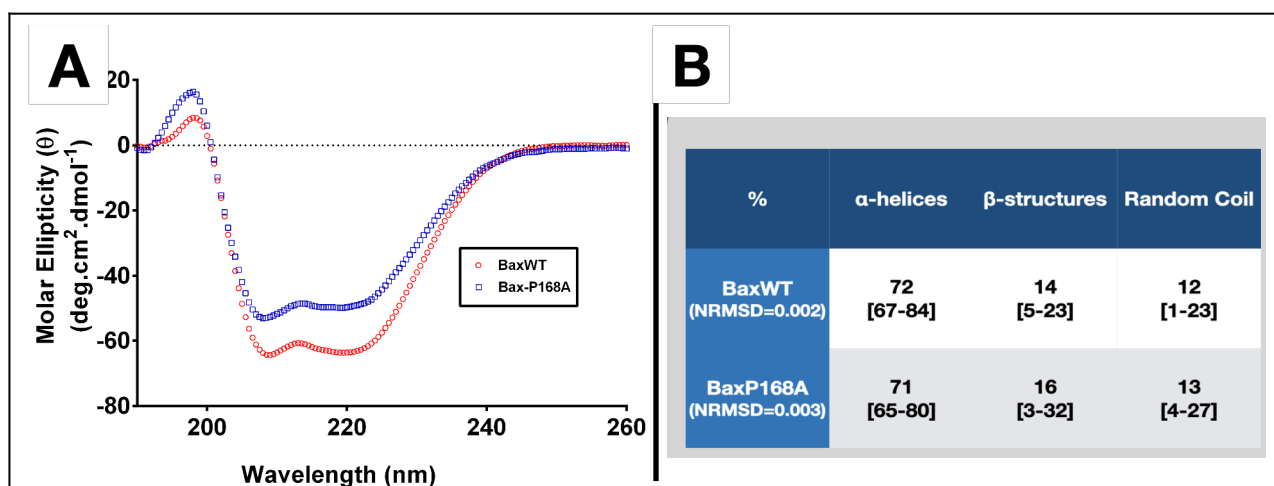 A
20
0
-20
-40
-60
-80
200
220
240
260
Molar Ellipticity (θ)
(deg.cm².dmol⁻¹)
Wavelength (nm)
BaxWT
Bax-P168A
B
% α-helices β-structures Random Coil
BaxWT
(NRMSD=0.002)
72 14 12
[67-84] [5-23] [1-23]
BaxP168A
(NRMSD=0.003)
71 16 13
[65-80] [3-32] [4-27]